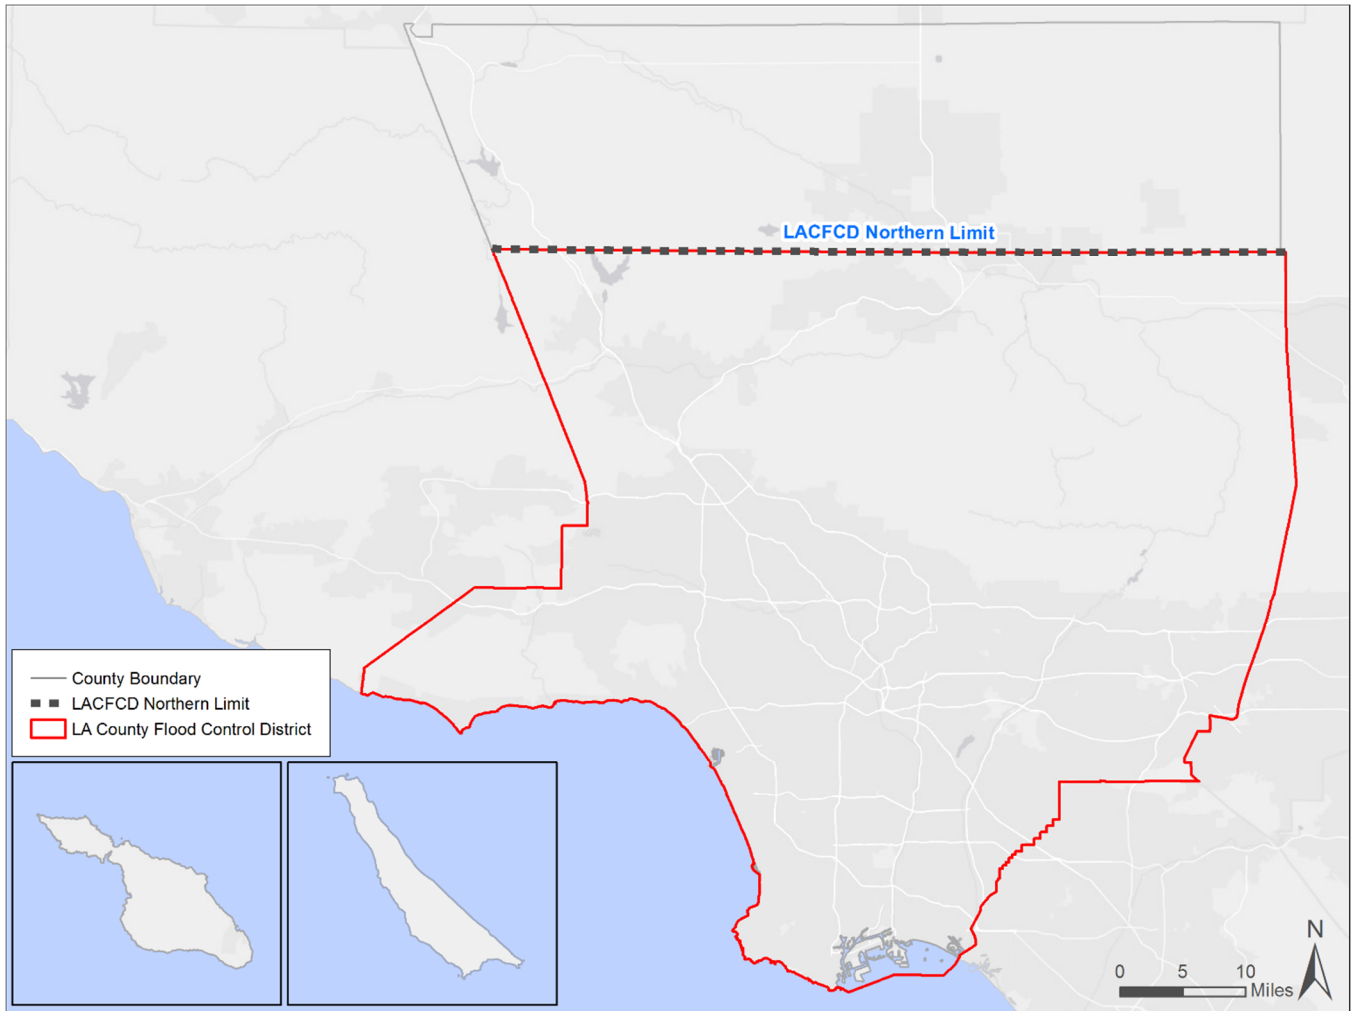 LACFCD Northern Limit
County Boundary
LACFCD Northern Limit
LA County Flood Control District
N
0 5 10
Miles